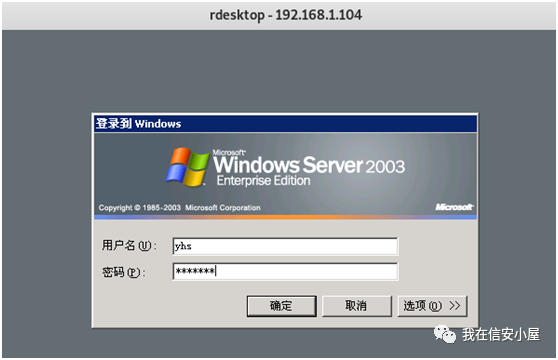 rdesktop - 192.168.1.104
登录到 Windows
Microsoft
Windows Server 2003
Enterprise Edition
Copyright © 1985-2003 Microsoft Corporation
Microsoft
用户名(U):
yhs
密码(P):
*******
确定
取消
选项(O) >>
我在信安小屋